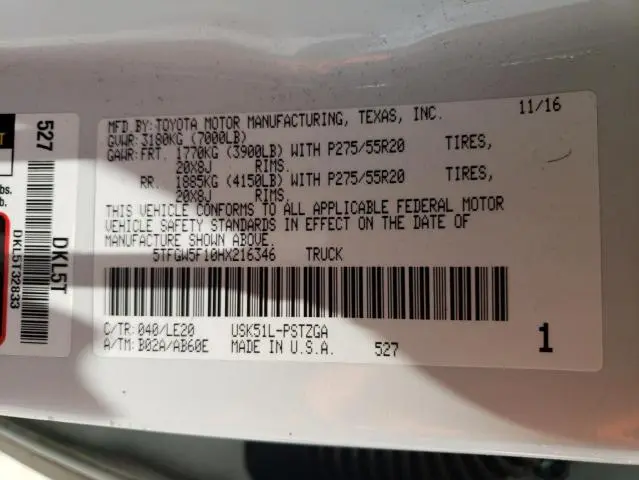 MFD BY: TOYOTA MOTOR MANUFACTURING, TEXAS, INC. 11/16
GVWR: 3180KG (7000LB)
GAWR: FRT. 1770KG (3900LB) WITH P275/55R20 TIRES,
20X8J RIMS.
RR. 1885KG (4150LB) WITH P275/55R20 TIRES,
20X8J RIMS.
THIS VEHICLE CONFORMS TO ALL APPLICABLE FEDERAL MOTOR
VEHICLE SAFETY STANDARDS IN EFFECT ON THE DATE OF
MANUFACTURE SHOWN ABOVE.
5TFGW5F10HX216346 TRUCK
C/TR: 040/LE20 USK51L-PSTZGA
A/TM: B02A/AB60E MADE IN U.S.A. 527 1
527
DKL5T
DKL5T32833
bs.
b.